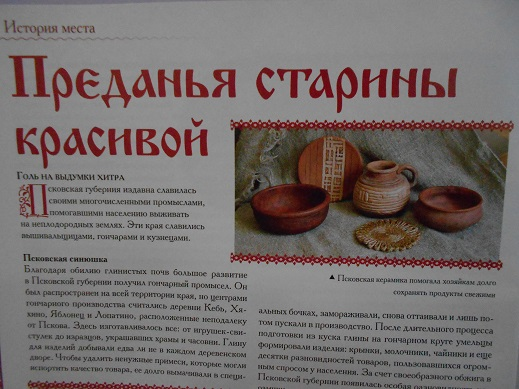 История места
Преданья старины
красивой
Голь на выдумки хитра
Псковская губерния издавна славилась
своими многочисленными промыслами,
помогавшими населению выживать
на неплодородных землях. Эти края славились
вышивальщицами, гончарами и кузнецами.
Псковская синюшка
Благодаря обилию глинистых почв большое развитие
в Псковской губернии получил гончарный промысел. Он
был распространен на всей территории края, но центрами
гончарного производства считались деревни Кебь, Хя-
кино, Яблонец и Лопатино, расположенные неподалеку
от Пскова. Здесь изготавливалось все: от игрушек-свис-
тулек до изразцов, украшавших храмы и часовни. Глину
для изделий добывали едва ли не в каждом деревенском
дворе. Чтобы удалить ненужные примеси, которые могли
испортить качество товара, ее долго вымачивали в специ-
▲ Псковская керамика помогала хозяйкам долго
сохранять продукты свежими
альных бочках, замораживали, снова оттаивали и лишь по-
том пускали в производство. После длительного процесса
подготовки из куска глины на гончарном круге умельцы
формировали изделия: крынки, молочники, чайники и еще
десятки разновидностей товаров, пользовавшихся огром-
ным спросом у населения. За счет своеобразного обжига в
Псковской губернии появилась особая